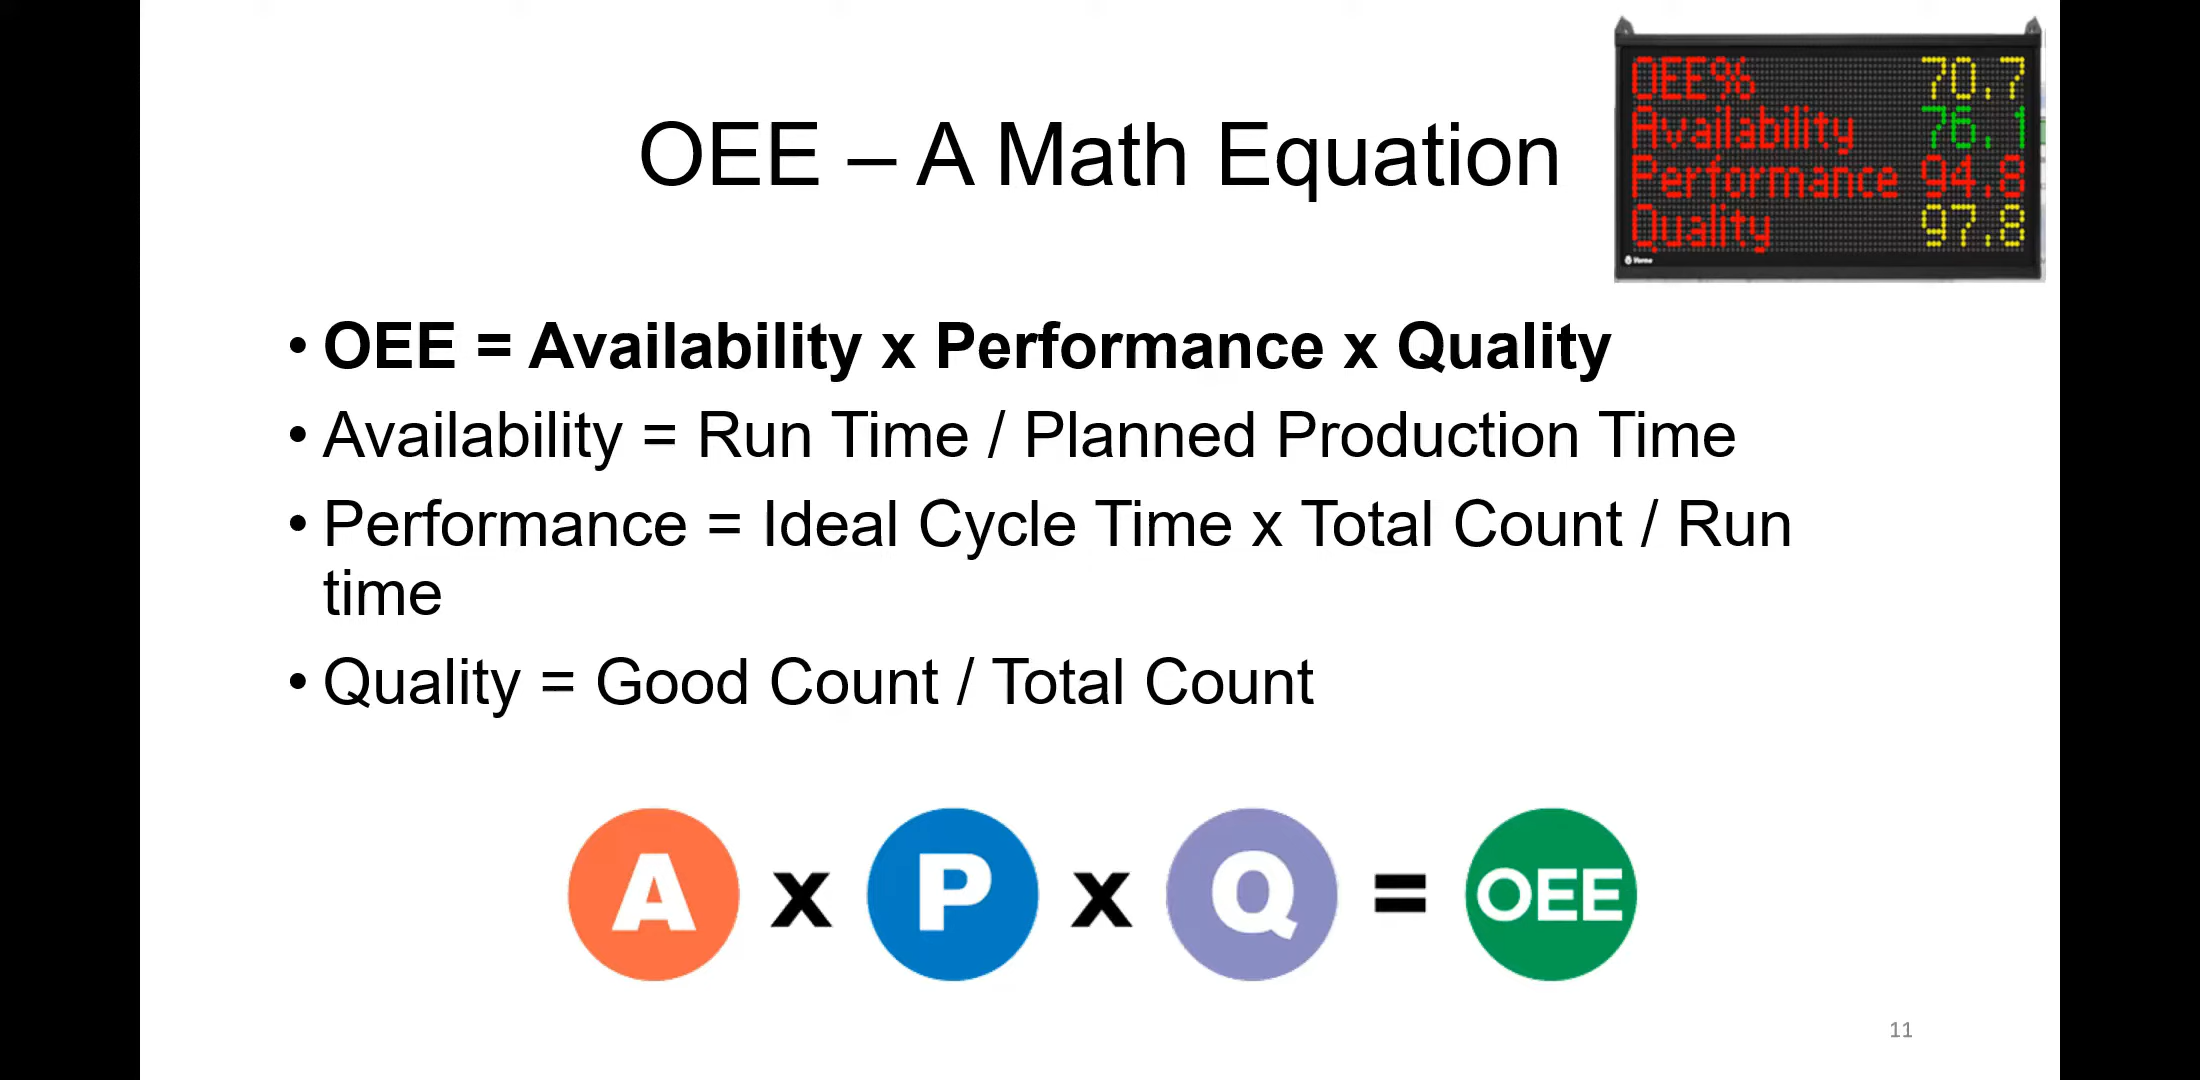 OEE – A Math Equation
OEE% 70.7
Availability 76.1
Performance 94.8
Quality 97.8
• OEE = Availability x Performance x Quality
• Availability = Run Time / Planned Production Time
• Performance = Ideal Cycle Time x Total Count / Run
time
• Quality = Good Count / Total Count
A x P x Q = OEE
11